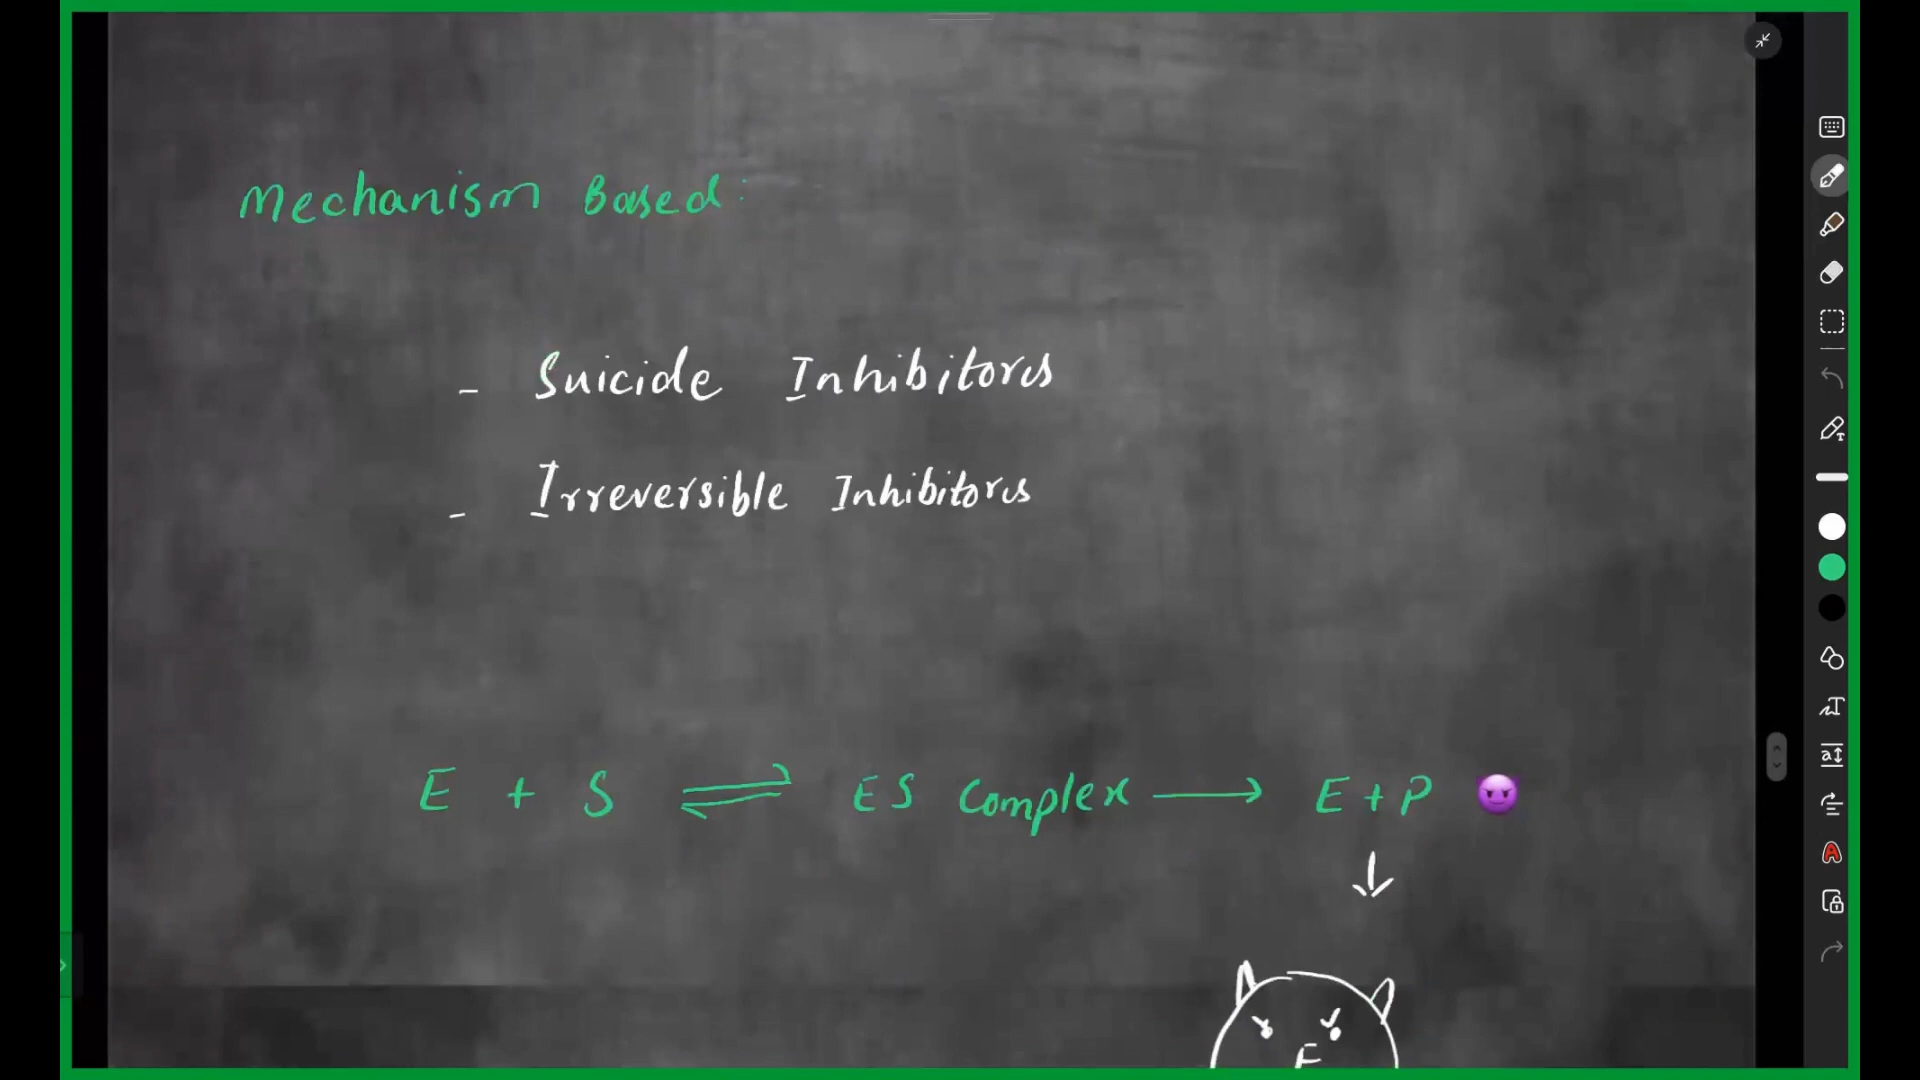 Mechanism Based:
- Suicide Inhibitors
- Irreversible Inhibitors
E + S ⇌ ES Complex → E + P 😈
↓
E